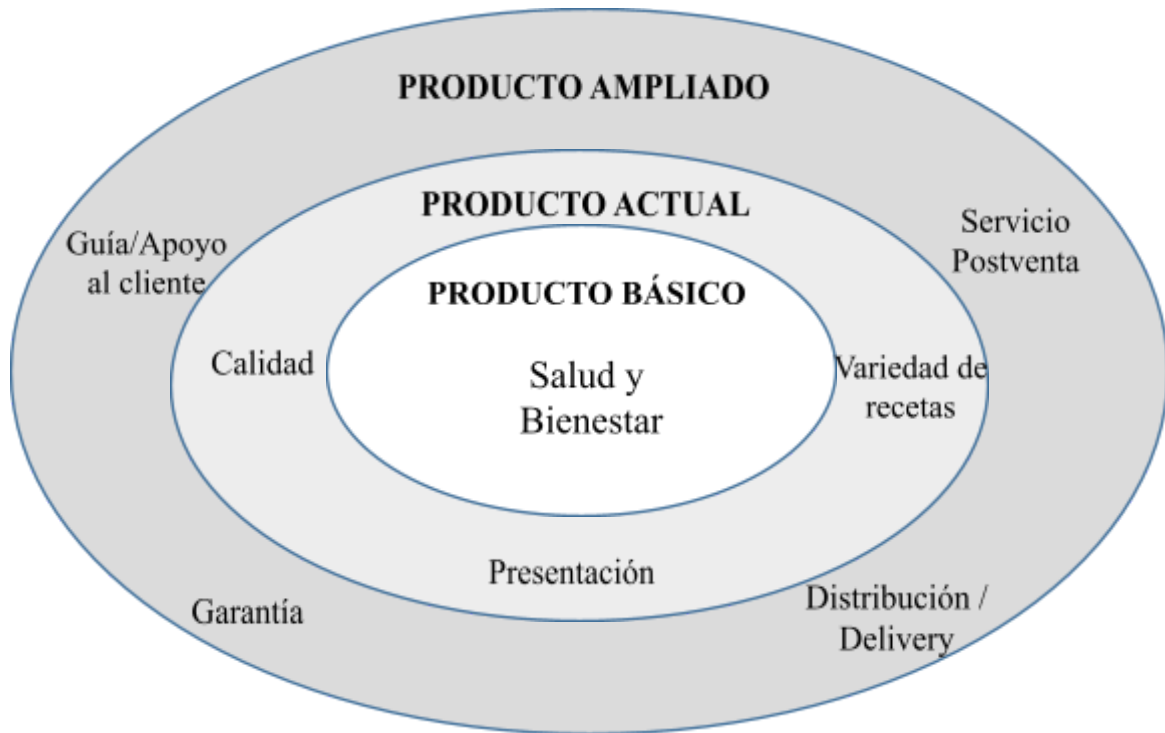 PRODUCTO AMPLIADO
PRODUCTO ACTUAL
Guía/Apoyo
al cliente
Servicio
Postventa
PRODUCTO BÁSICO
Calidad
Salud y
Bienestar
Variedad de
recetas
Presentación
Garantía
Distribución /
Delivery